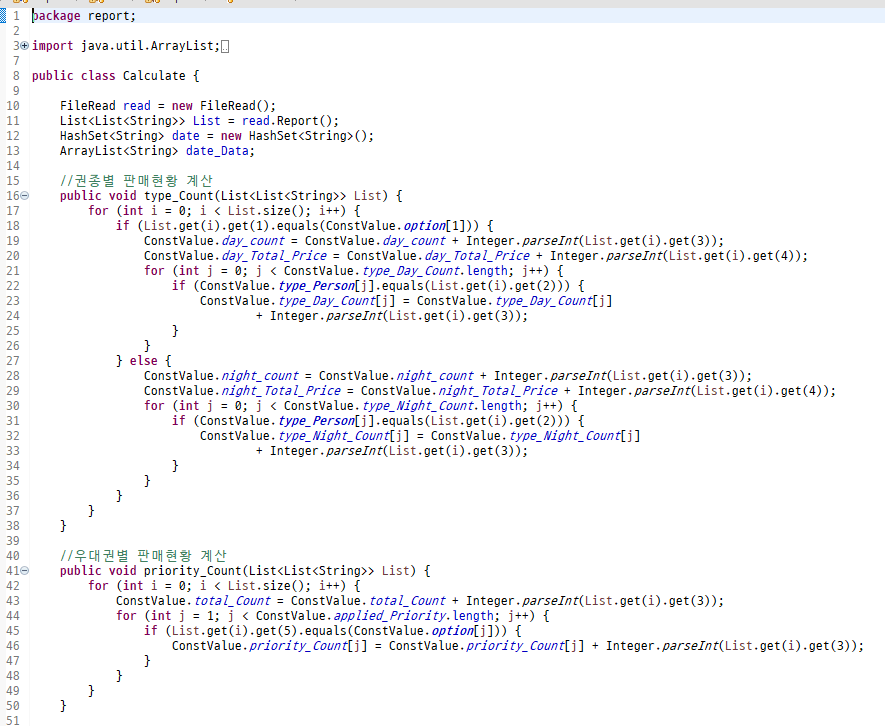 1 package report;
2
3 import java.util.ArrayList;
7
8 public class Calculate {
9
10     FileRead read = new FileRead();
11     List<List<String>> List = read.Report();
12     HashSet<String> date = new HashSet<String>();
13     ArrayList<String> date_Data;
14
15     //권종별 판매현황 계산
16     public void type_Count(List<List<String>> List) {
17         for (int i = 0; i < List.size(); i++) {
18             if (List.get(i).get(1).equals(ConstValue.option[1])) {
19                 ConstValue.day_count = ConstValue.day_count + Integer.parseInt(List.get(i).get(3));
20                 ConstValue.day_Total_Price = ConstValue.day_Total_Price + Integer.parseInt(List.get(i).get(4));
21                 for (int j = 0; j < ConstValue.type_Day_Count.length; j++) {
22                     if (ConstValue.type_Person[j].equals(List.get(i).get(2))) {
23                         ConstValue.type_Day_Count[j] = ConstValue.type_Day_Count[j]
24                                 + Integer.parseInt(List.get(i).get(3));
25                     }
26                 }
27             } else {
28                 ConstValue.night_count = ConstValue.night_count + Integer.parseInt(List.get(i).get(3));
29                 ConstValue.night_Total_Price = ConstValue.night_Total_Price + Integer.parseInt(List.get(i).get(4));
30                 for (int j = 0; j < ConstValue.type_Night_Count.length; j++) {
31                     if (ConstValue.type_Person[j].equals(List.get(i).get(2))) {
32                         ConstValue.type_Night_Count[j] = ConstValue.type_Night_Count[j]
33                                 + Integer.parseInt(List.get(i).get(3));
34                     }
35                 }
36             }
37         }
38     }
39
40     //우대권별 판매현황 계산
41     public void priority_Count(List<List<String>> List) {
42         for (int i = 0; i < List.size(); i++) {
43             ConstValue.total_Count = ConstValue.total_Count + Integer.parseInt(List.get(i).get(3));
44             for (int j = 1; j < ConstValue.applied_Priority.length; j++) {
45                 if (List.get(i).get(5).equals(ConstValue.option[j])) {
46                     ConstValue.priority_Count[j] = ConstValue.priority_Count[j] + Integer.parseInt(List.get(i).get(3));
47                 }
48             }
49         }
50     }
51